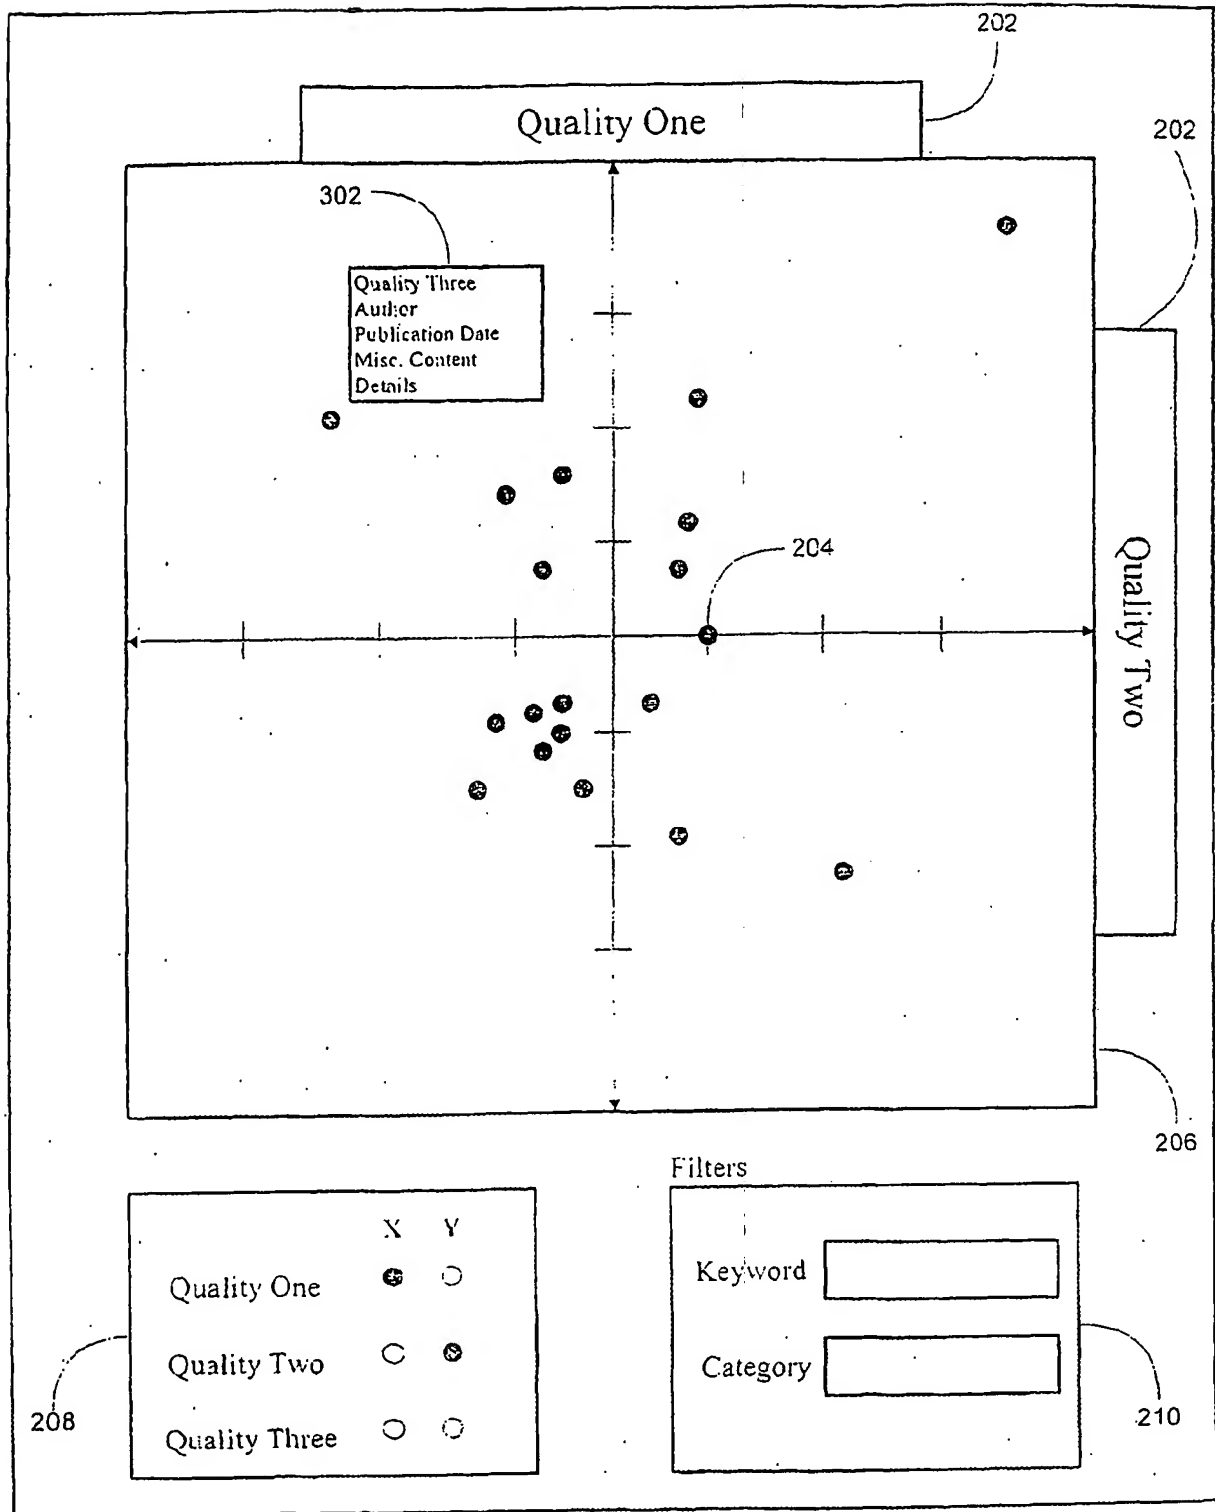 202
Quality One
202
302
Quality Three
Author
Publication Date
Misc. Content
Details
204
Quality Two
206
Filters
X Y
Quality One
Quality Two
Quality Three
208
Keyword
Category
210